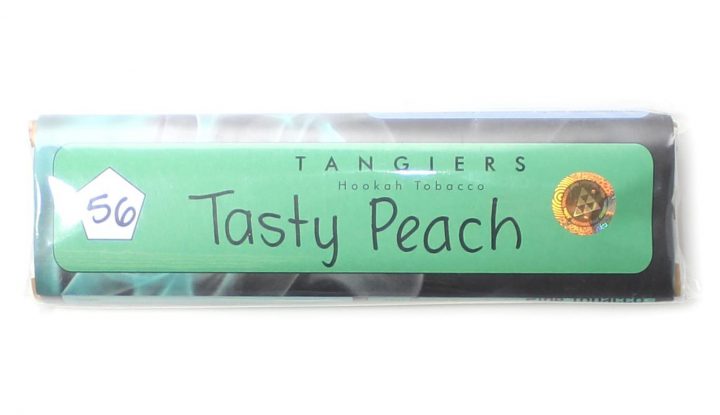 TANGIERS
Hookah Tobacco
56
Tasty Peach